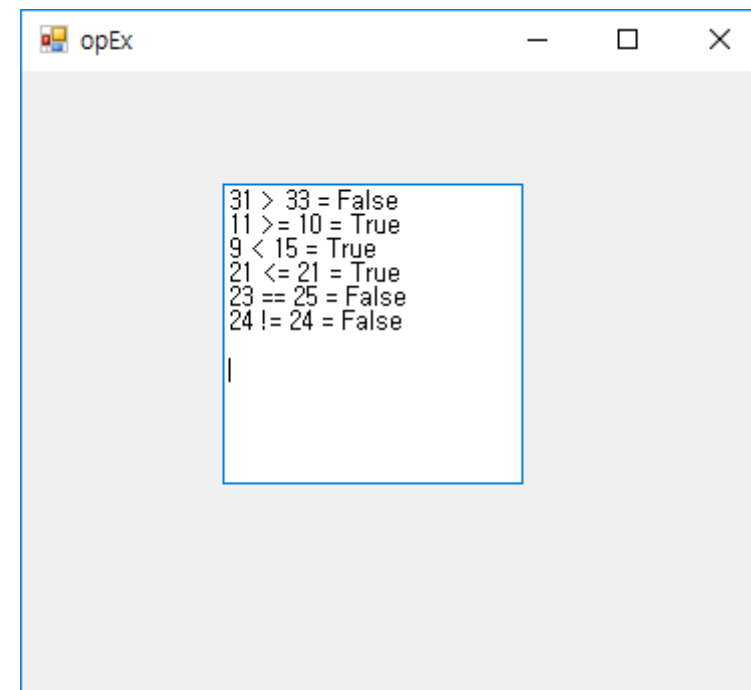 opEx
31 > 33 = False
11 >= 10 = True
9 < 15 = True
21 <= 21 = True
23 == 25 = False
24 != 24 = False